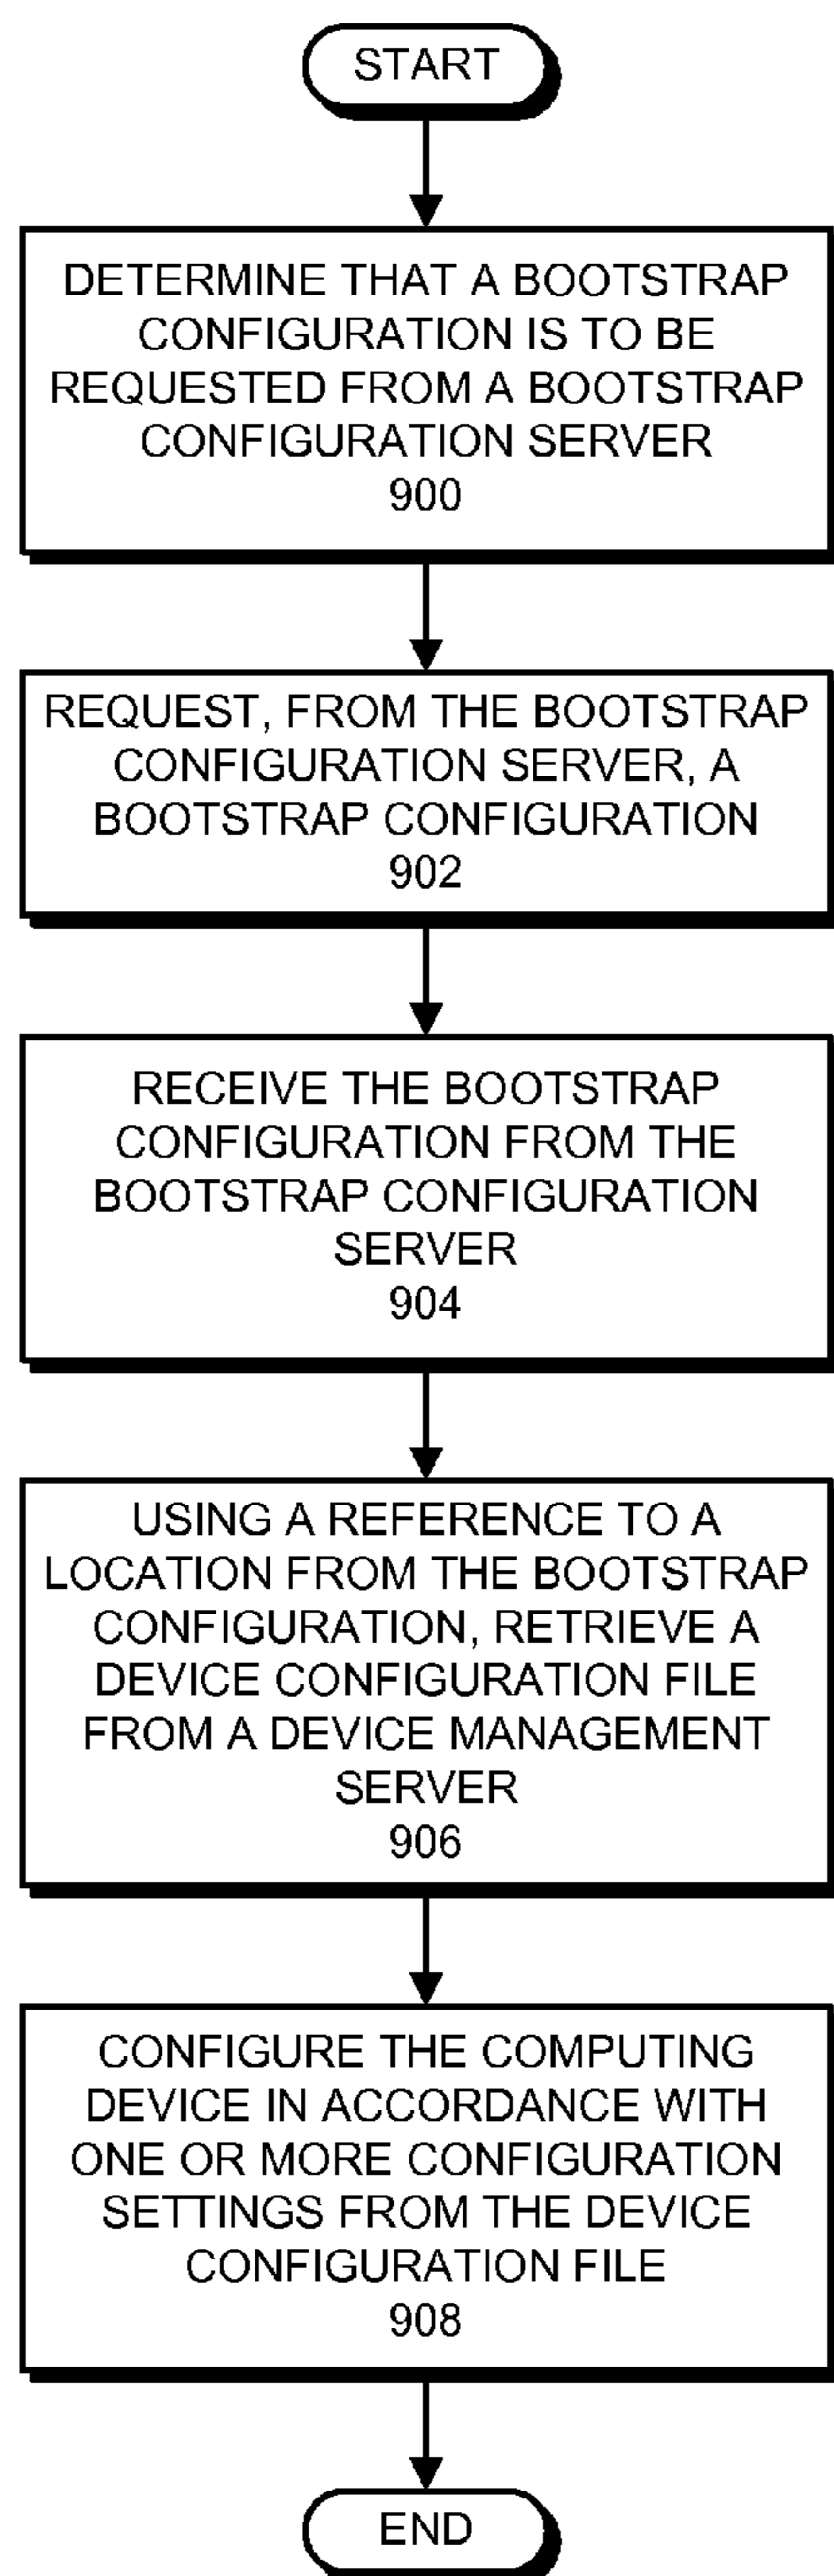 START
DETERMINE THAT A BOOTSTRAP
CONFIGURATION IS TO BE
REQUESTED FROM A BOOTSTRAP
CONFIGURATION SERVER
900
REQUEST, FROM THE BOOTSTRAP
CONFIGURATION SERVER, A
BOOTSTRAP CONFIGURATION
902
RECEIVE THE BOOTSTRAP
CONFIGURATION FROM THE
BOOTSTRAP CONFIGURATION
SERVER
904
USING A REFERENCE TO A
LOCATION FROM THE BOOTSTRAP
CONFIGURATION, RETRIEVE A
DEVICE CONFIGURATION FILE
FROM A DEVICE MANAGEMENT
SERVER
906
CONFIGURE THE COMPUTING
DEVICE IN ACCORDANCE WITH
ONE OR MORE CONFIGURATION
SETTINGS FROM THE DEVICE
CONFIGURATION FILE
908
END